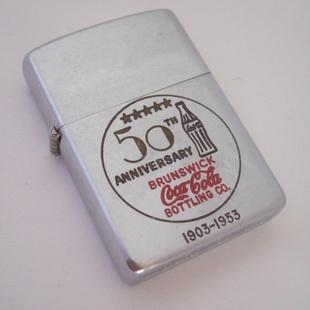 50TH
ANNIVERSARY
BRUNSWICK
Coca-Cola
BOTTLING CO.
1903-1953